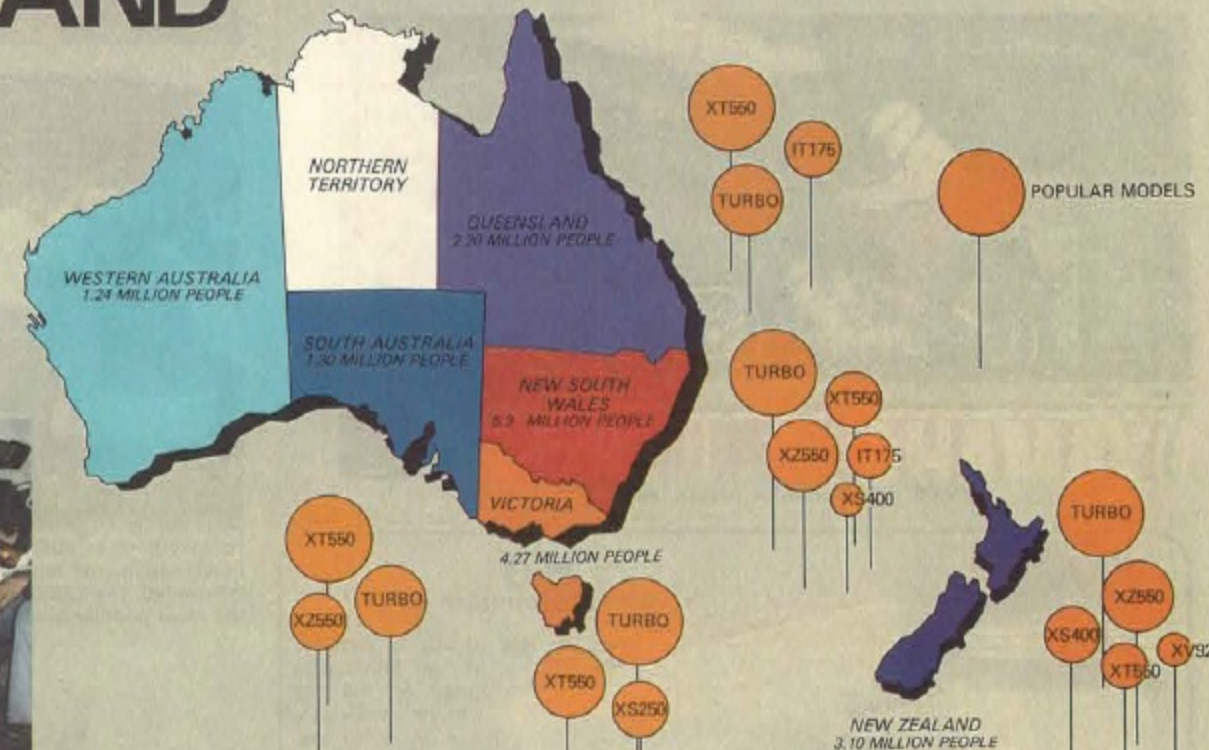 AND
NORTHERN
TERRITORY
QUEENSLAND
2.20 MILLION PEOPLE
WESTERN AUSTRALIA
1.24 MILLION PEOPLE
SOUTH AUSTRALIA
1.30 MILLION PEOPLE
NEW SOUTH
WALES
MILLION PEOPLE
VICTORIA
4.27 MILLION PEOPLE
XT550
IT175
TURBO
POPULAR MODELS
TURBO
XT550
XZ550
IT175
XS400
XT550
XZ550
TURBO
TURBO
XT550
XS250
TURBO
XZ550
XS400
XT550
XV92
NEW ZEALAND
3.10 MILLION PEOPLE